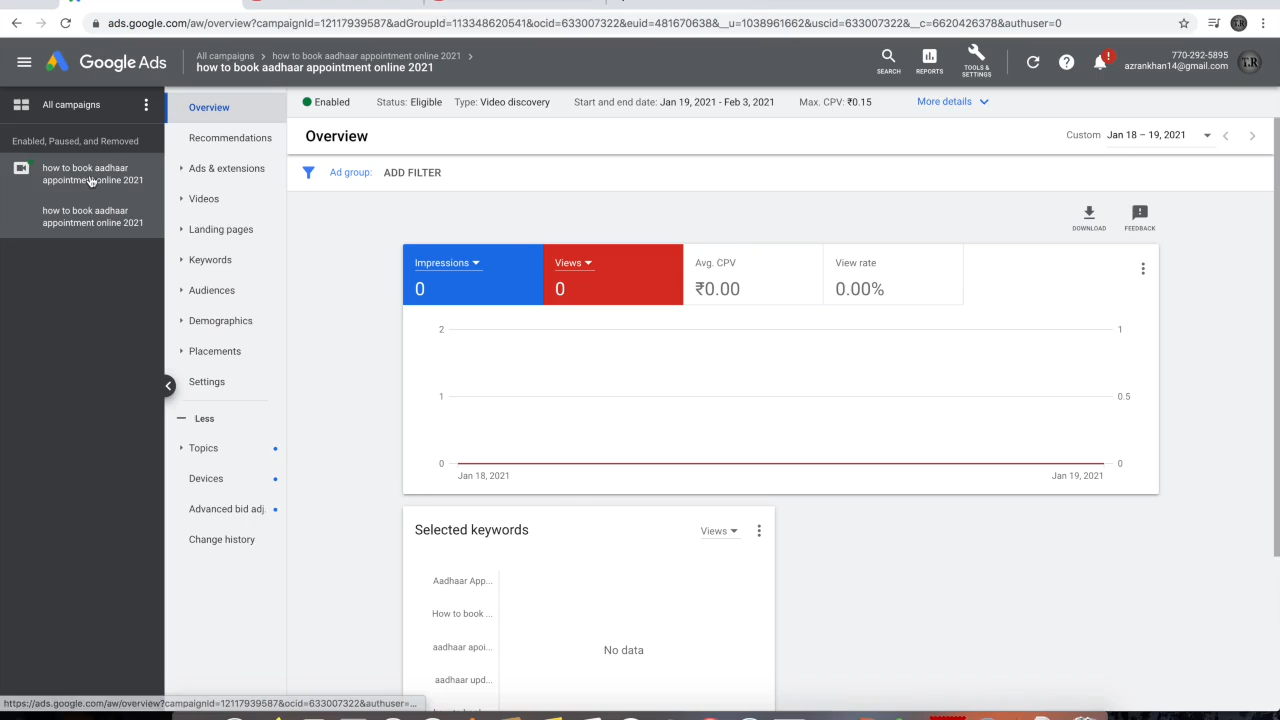 ads.google.com/aw/overview?campaignId=12117939587&adGroupId=113348620541&ocid=633007322&euid=481670638&__u=1038961662&uscid=633007322&__c=6620426378&authuser=0
T.R
Google Ads
All campaigns > how to book aadhaar appointment online 2021 >
how to book aadhaar appointment online 2021
SEARCH
REPORTS
TOOLS & SETTINGS
!
770-292-5895
azrankhan14@gmail.com
T.R
All campaigns
Enabled, Paused, and Removed
how to book aadhaar
appointment online 2021
how to book aadhaar
appointment online 2021
Overview
Recommendations
Ads & extensions
Videos
Landing pages
Keywords
Audiences
Demographics
Placements
Settings
Less
Topics
Devices
Advanced bid adj.
Change history
Enabled Status: Eligible Type: Video discovery Start and end date: Jan 19, 2021 - Feb 3, 2021 Max. CPV: ₹0.15 More details
Overview
Custom Jan 18 – 19, 2021
Ad group: ADD FILTER
DOWNLOAD
FEEDBACK
Impressions
0
Views
0
Avg. CPV
₹0.00
View rate
0.00%
2
1
1
0.5
0
0
Jan 18, 2021
Jan 19, 2021
Selected keywords
Views
Aadhaar App...
How to book ...
aadhaar apoi...
aadhaar upd...
No data
https://ads.google.com/aw/overview?campaignId=12117939587&ocid=633007322&authuser=...